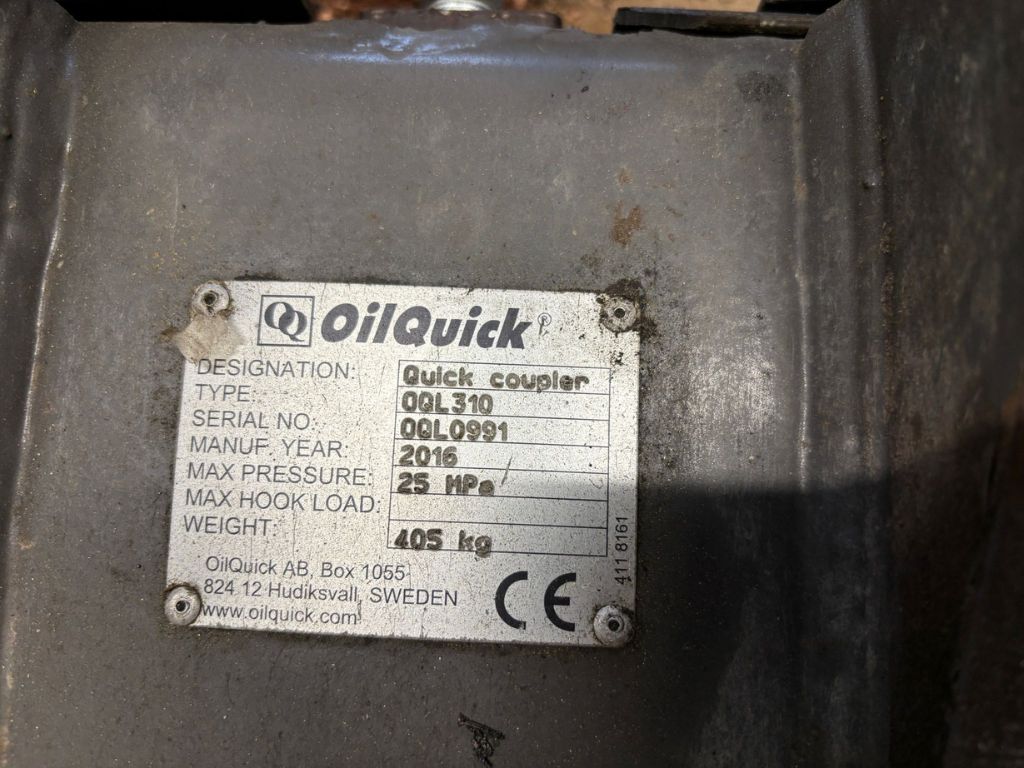 QQ OilQuick®
DESIGNATION: Quick coupler
TYPE: OQL310
SERIAL NO.: OQL0991
MANUF. YEAR: 2016
MAX PRESSURE: 25 MPa
MAX HOOK LOAD:
WEIGHT: 405 kg
OilQuick AB, Box 1055
824 12 Hudiksvall, SWEDEN
www.oilquick.com
CE
411 8161